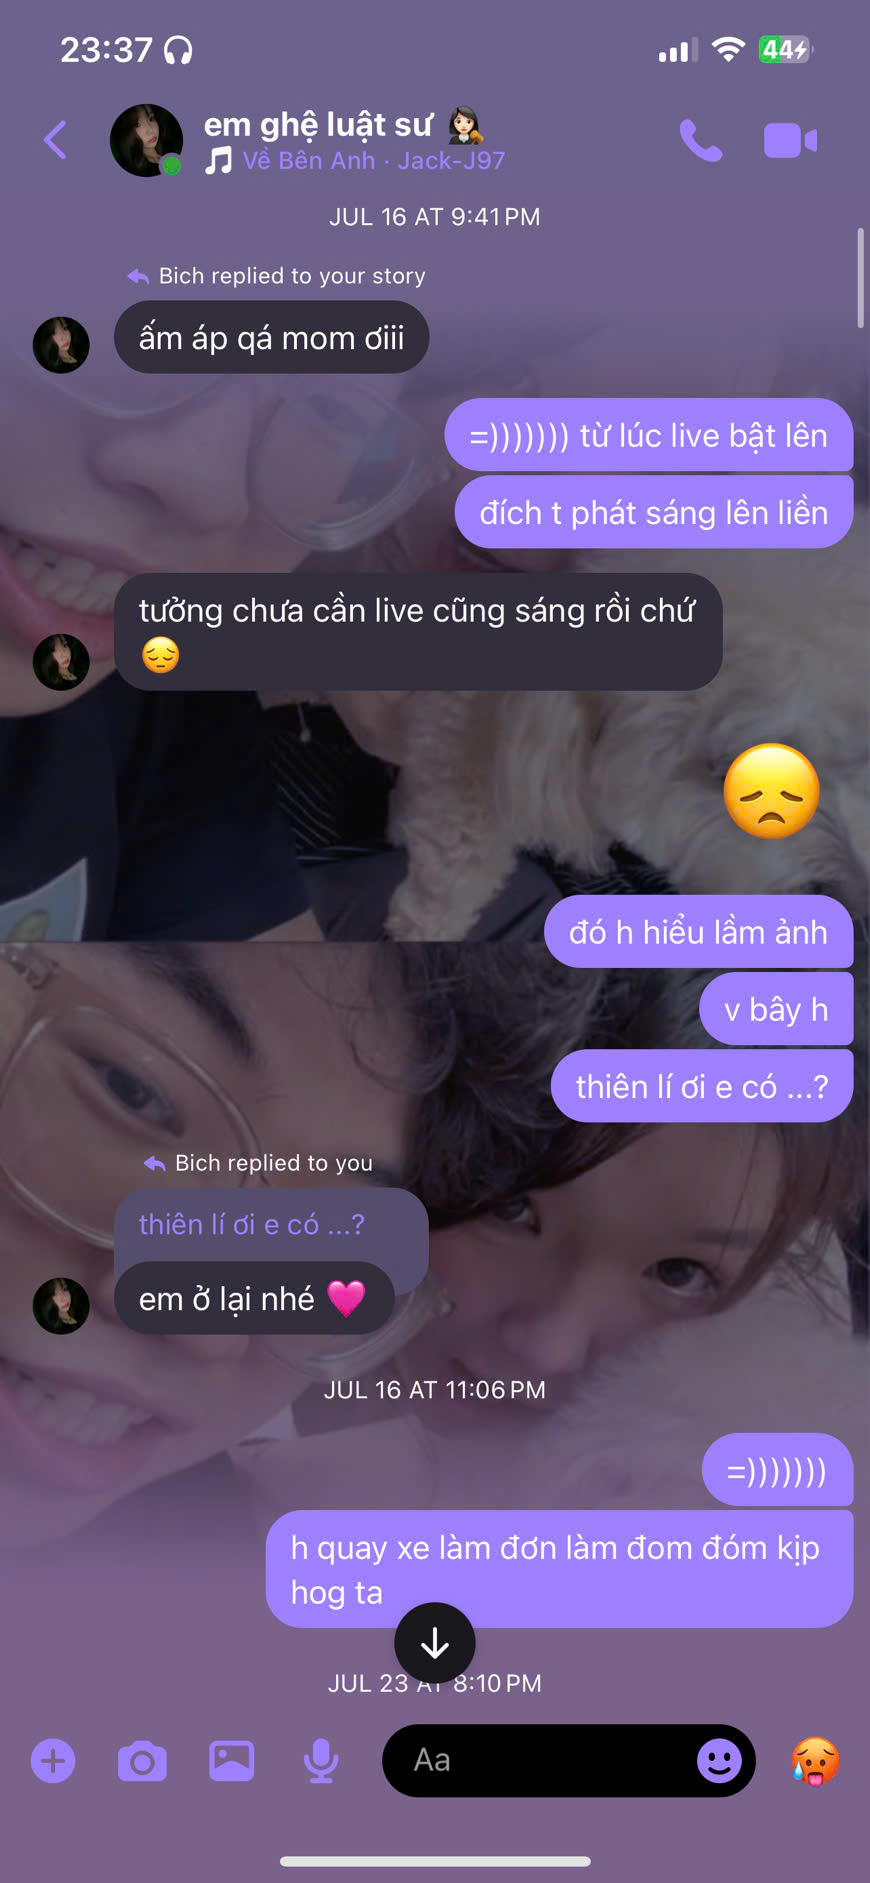 23:37
44
em ghệ luật sư 👩🏻‍⚖️
Về Bên Anh · Jack-J97
JUL 16 AT 9:41 PM
Bich replied to your story
ấm áp qá mom ơiii
=))))))) từ lúc live bật lên
đích t phát sáng lên liền
tưởng chưa cần live cũng sáng rồi chứ
😔
😞
đó h hiểu lầm ảnh
v bây h
thiên lí ơi e có ...?
Bich replied to you
thiên lí ơi e có ...?
em ở lại nhé 🩷
JUL 16 AT 11:06 PM
=)))))))
h quay xe làm đơn làm đom đóm kịp
hog ta
JUL 23 AT 8:10 PM
Aa